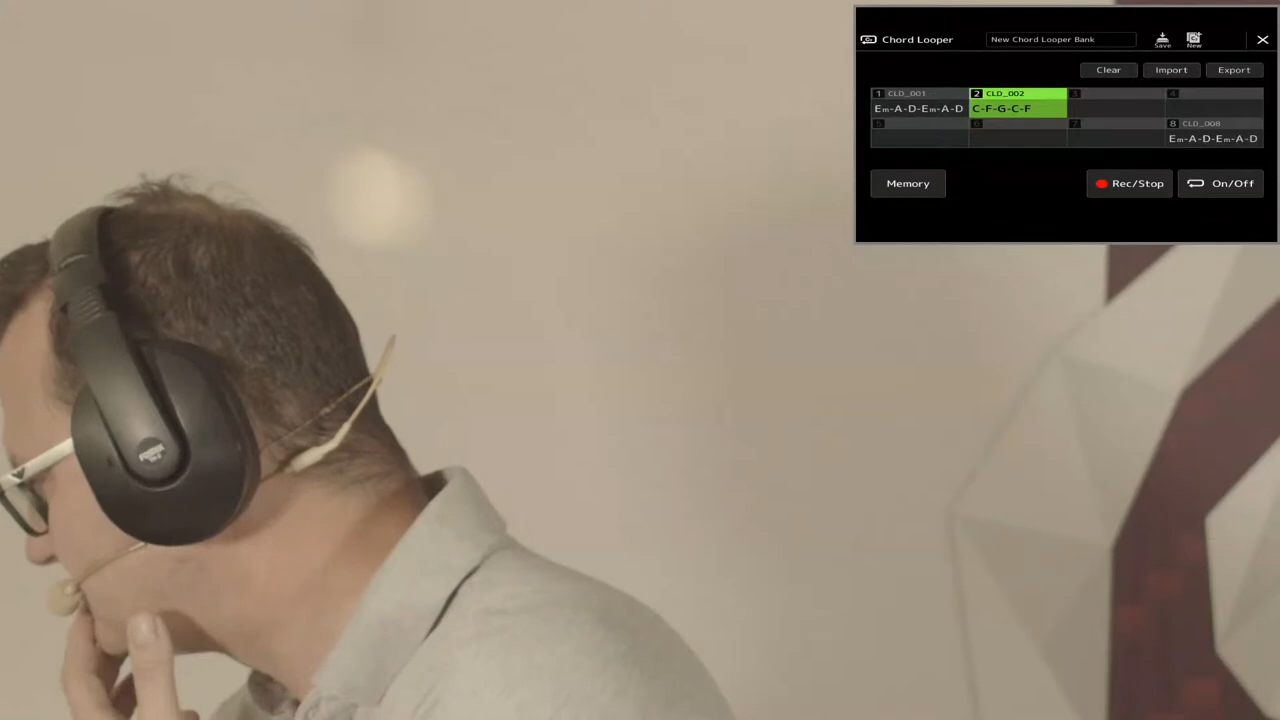 Chord Looper
New Chord Looper Bank
Save
New
Clear
Import
Export
1 CLD_001
2 CLD_002
3
4
Em-A-D-Em-A-D
C-F-G-C-F
5
6
7
8 CLD_008
Em-A-D-Em-A-D
Memory
Rec/Stop
On/Off